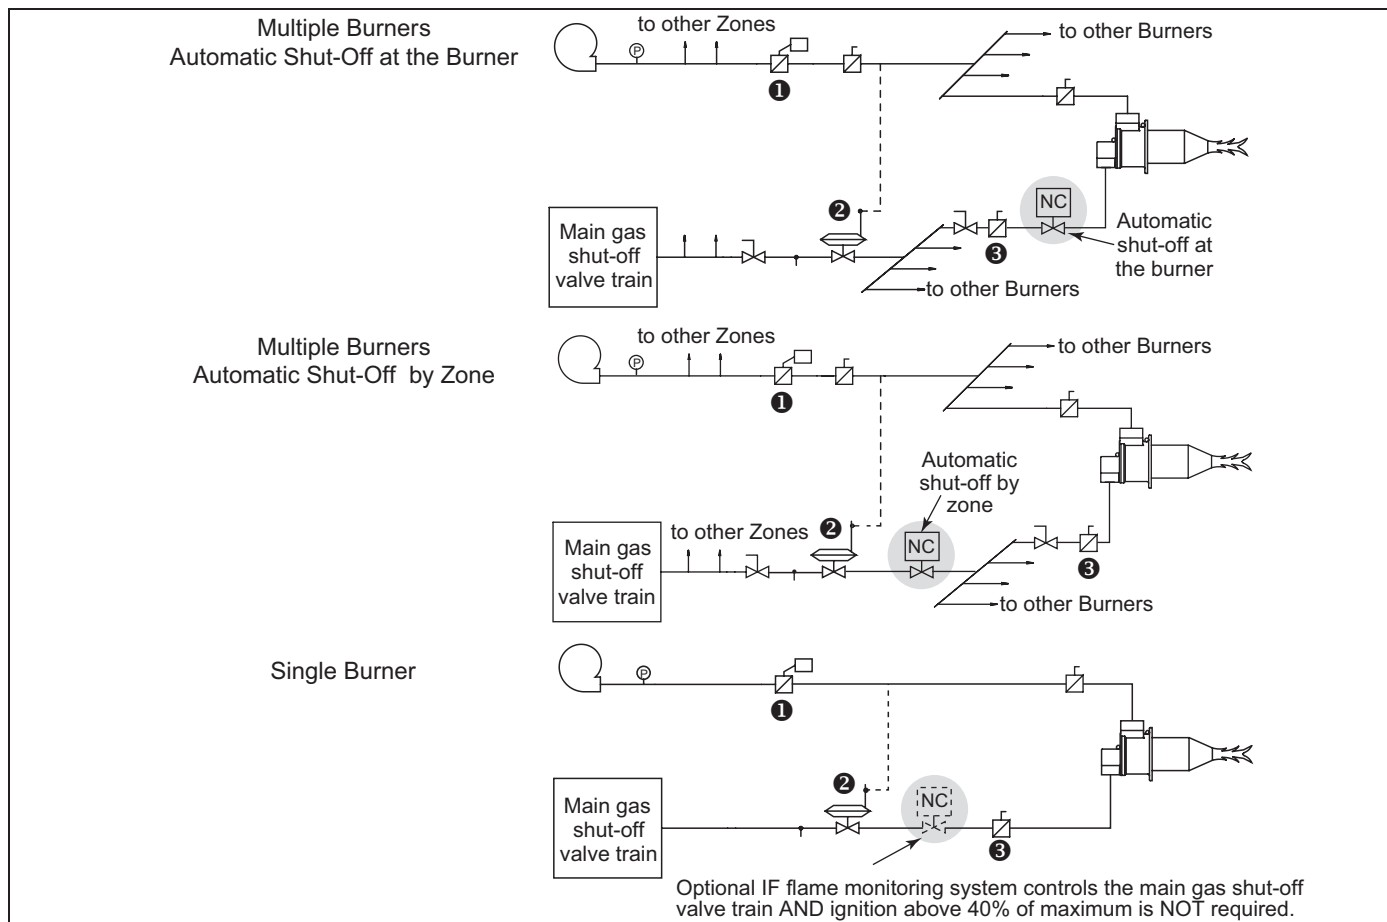 Multiple Burners
Automatic Shut-Off at the Burner
to other Zones
P
❶
to other Burners
❷
Main gas
shut-off
valve train
❸
NC
Automatic
shut-off at
the burner
to other Burners
Multiple Burners
Automatic Shut-Off by Zone
to other Zones
P
❶
to other Burners
Automatic
shut-off by
zone
❷
NC
to other Zones
Main gas
shut-off
valve train
❸
to other Burners
Single Burner
P
❶
❷
NC
Main gas
shut-off
valve train
❸
Optional IF flame monitoring system controls the main gas shut-off
valve train AND ignition above 40% of maximum is NOT required.